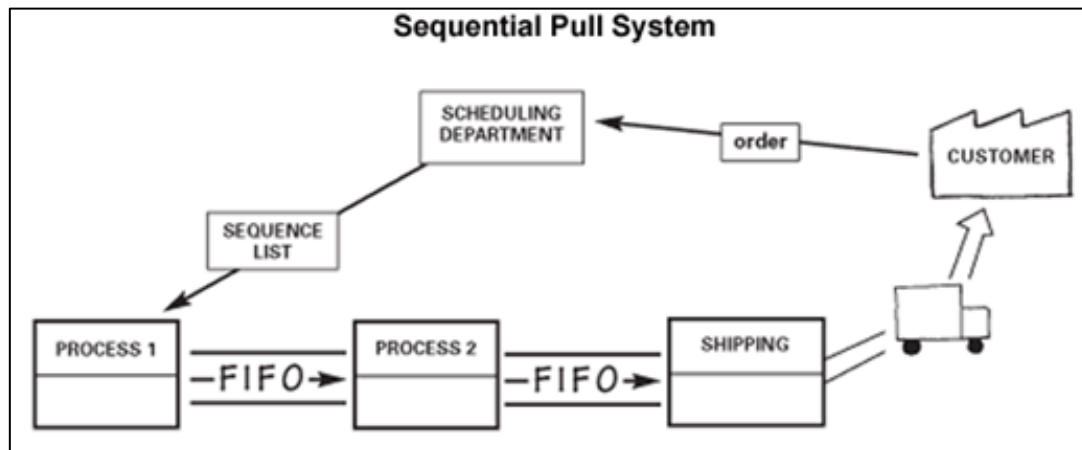 Sequential Pull System
SCHEDULING
DEPARTMENT
order
CUSTOMER
SEQUENCE
LIST
PROCESS 1
FIFO
PROCESS 2
FIFO
SHIPPING